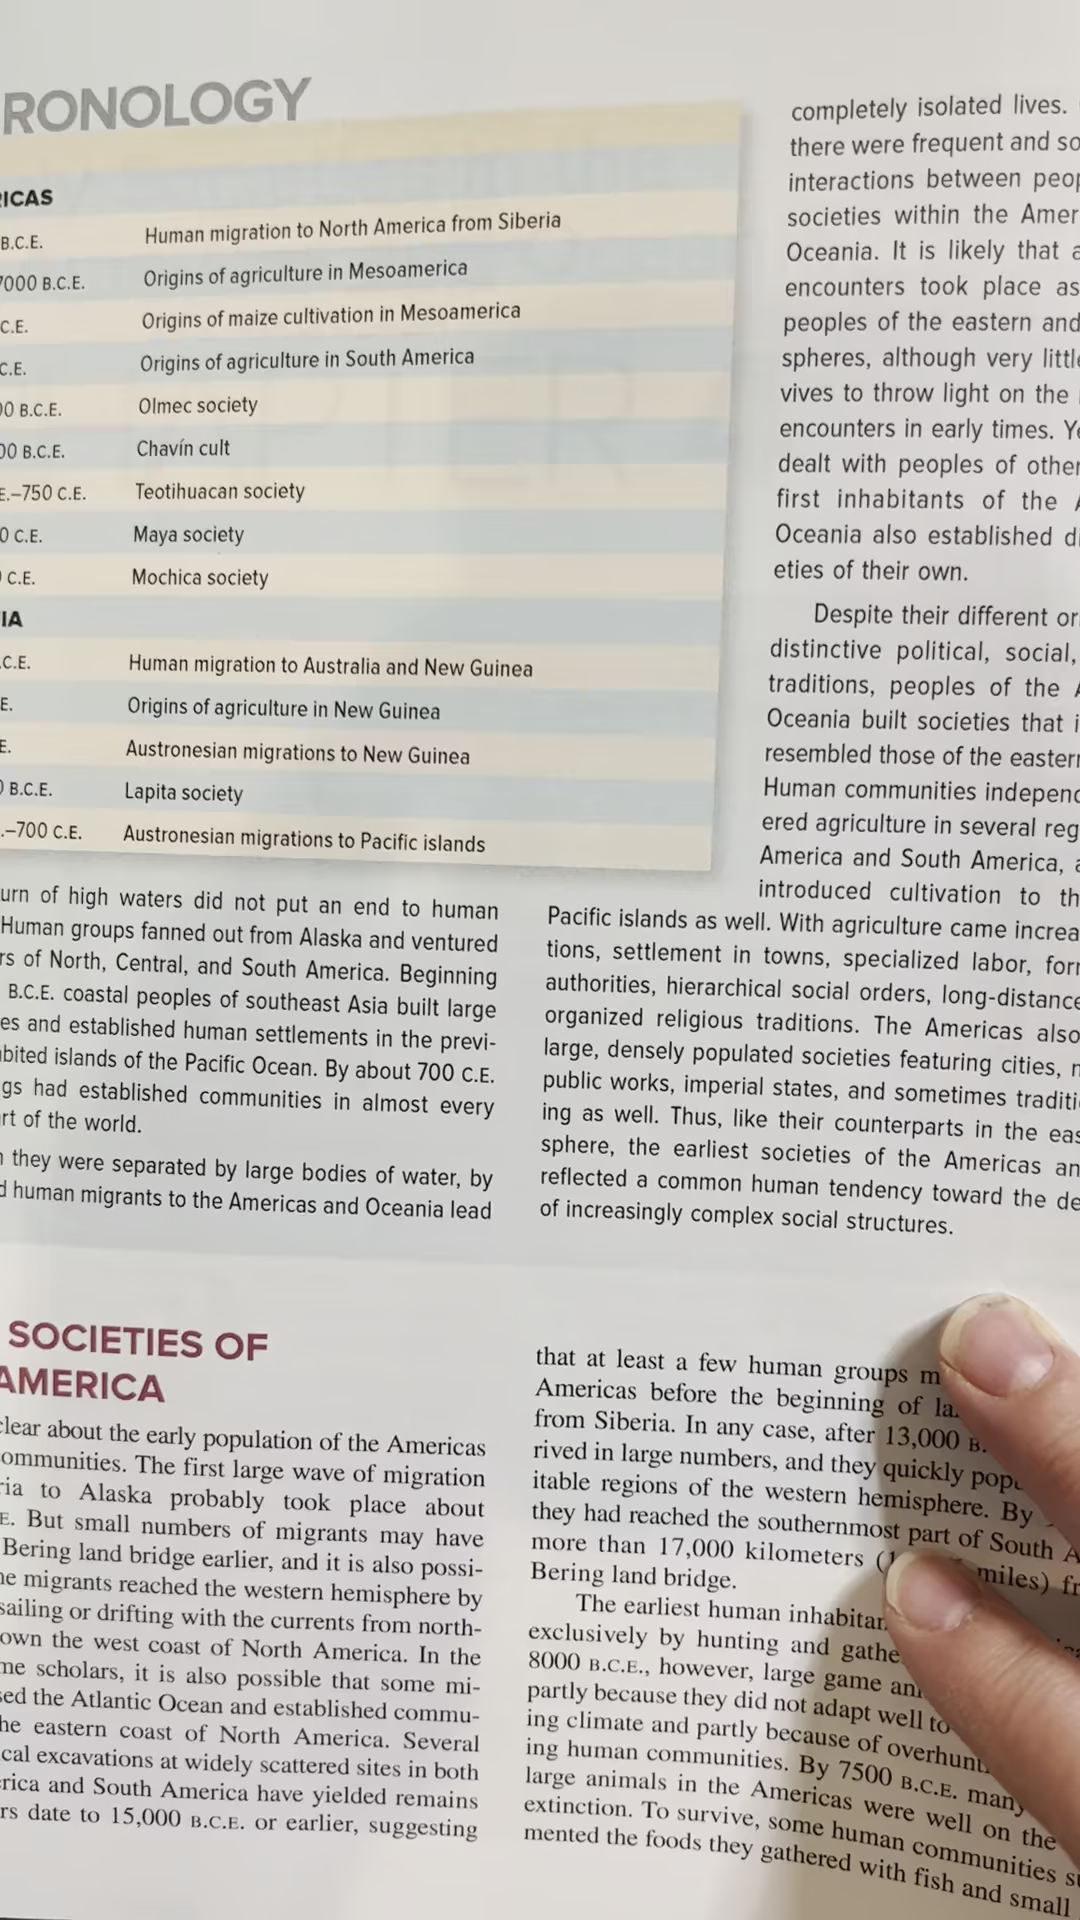 RONOLOGY
RICAS
B.C.E. Human migration to North America from Siberia
7000 B.C.E. Origins of agriculture in Mesoamerica
C.E. Origins of maize cultivation in Mesoamerica
C.E. Origins of agriculture in South America
00 B.C.E. Olmec society
00 B.C.E. Chavín cult
E.–750 C.E. Teotihuacan society
0 C.E. Maya society
C.E. Mochica society
IA
.C.E. Human migration to Australia and New Guinea
E. Origins of agriculture in New Guinea
E. Austronesian migrations to New Guinea
0 B.C.E. Lapita society
.–700 C.E. Austronesian migrations to Pacific islands
urn of high waters did not put an end to human
Human groups fanned out from Alaska and ventured
rs of North, Central, and South America. Beginning
B.C.E. coastal peoples of southeast Asia built large
es and established human settlements in the previ-
bited islands of the Pacific Ocean. By about 700 C.E.
gs had established communities in almost every
rt of the world.
they were separated by large bodies of water, by
d human migrants to the Americas and Oceania lead
completely isolated lives.
there were frequent and so
interactions between peop
societies within the Amer
Oceania. It is likely that
encounters took place as
peoples of the eastern and
spheres, although very little
vives to throw light on the
encounters in early times. Ye
dealt with peoples of other
first inhabitants of the A
Oceania also established di
eties of their own.
Despite their different or
distinctive political, social,
traditions, peoples of the A
Oceania built societies that i
resembled those of the eastern
Human communities independ
ered agriculture in several reg
America and South America, a
introduced cultivation to th
Pacific islands as well. With agriculture came increa
tions, settlement in towns, specialized labor, for
authorities, hierarchical social orders, long-distance
organized religious traditions. The Americas also
large, densely populated societies featuring cities,
public works, imperial states, and sometimes traditi
ing as well. Thus, like their counterparts in the eas
sphere, the earliest societies of the Americas an
reflected a common human tendency toward the de
of increasingly complex social structures.
SOCIETIES OF
AMERICA
clear about the early population of the Americas
ommunities. The first large wave of migration
ria to Alaska probably took place about
E. But small numbers of migrants may have
Bering land bridge earlier, and it is also possi-
ne migrants reached the western hemisphere by
sailing or drifting with the currents from north-
own the west coast of North America. In the
me scholars, it is also possible that some mi-
sed the Atlantic Ocean and established commu-
he eastern coast of North America. Several
cal excavations at widely scattered sites in both
erica and South America have yielded remains
rs date to 15,000 B.C.E. or earlier, suggesting
that at least a few human groups m
Americas before the beginning of la
from Siberia. In any case, after 13,000 B.
rived in large numbers, and they quickly pop
itable regions of the western hemisphere. By
they had reached the southernmost part of South A
more than 17,000 kilometers ( miles) fr
Bering land bridge.
The earliest human inhabitan
exclusively by hunting and gathe
8000 B.C.E., however, large game ani
partly because they did not adapt well to
ing climate and partly because of overhunt
ing human communities. By 7500 B.C.E. many
large animals in the Americas were well on the
extinction. To survive, some human communities su
mented the foods they gathered with fish and small